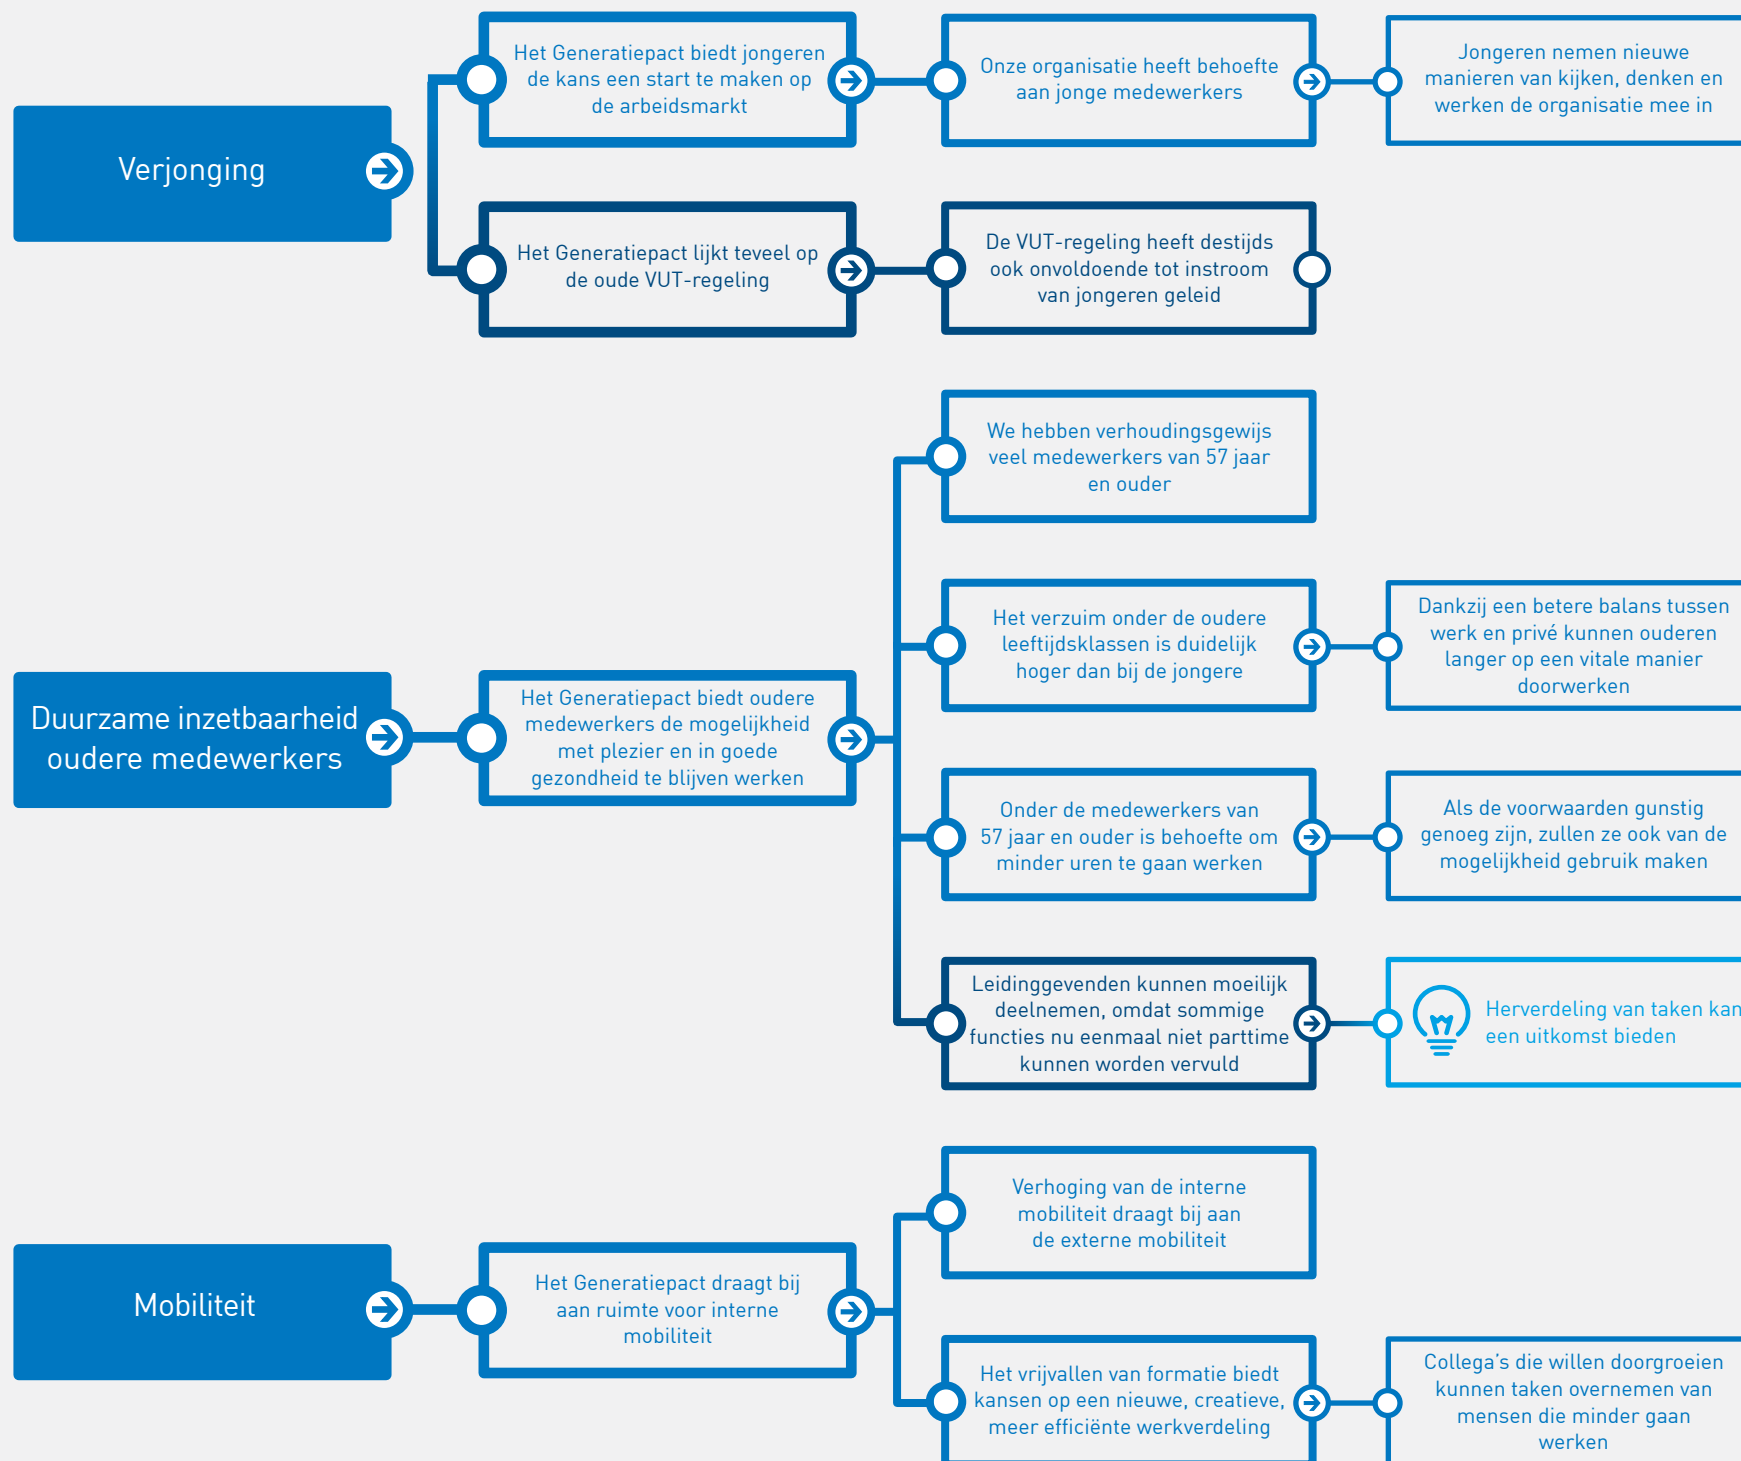 Verjonging
Het Generatiepact biedt jongeren
de kans een start te maken op
de arbeidsmarkt
Onze organisatie heeft behoefte
aan jonge medewerkers
Jongeren nemen nieuwe
manieren van kijken, denken en
werken de organisatie mee in
Het Generatiepact lijkt teveel op
de oude VUT-regeling
De VUT-regeling heeft destijds
ook onvoldoende tot instroom
van jongeren geleid
Duurzame inzetbaarheid
oudere medewerkers
Het Generatiepact biedt oudere
medewerkers de mogelijkheid
met plezier en in goede
gezondheid te blijven werken
We hebben verhoudingsgewijs
veel medewerkers van 57 jaar
en ouder
Het verzuim onder de oudere
leeftijdsklassen is duidelijk
hoger dan bij de jongere
Dankzij een betere balans tussen
werk en privé kunnen ouderen
langer op een vitale manier
doorwerken
Onder de medewerkers van
57 jaar en ouder is behoefte om
minder uren te gaan werken
Als de voorwaarden gunstig
genoeg zijn, zullen ze ook van de
mogelijkheid gebruik maken
Leidinggevenden kunnen moeilijk
deelnemen, omdat sommige
functies nu eenmaal niet parttime
kunnen worden vervuld
Herverdeling van taken kan
een uitkomst bieden
Mobiliteit
Het Generatiepact draagt bij
aan ruimte voor interne
mobiliteit
Verhoging van de interne
mobiliteit draagt bij aan
de externe mobiliteit
Het vrijvallen van formatie biedt
kansen op een nieuwe, creatieve,
meer efficiënte werkverdeling
Collega's die willen doorgroeien
kunnen taken overnemen van
mensen die minder gaan
werken